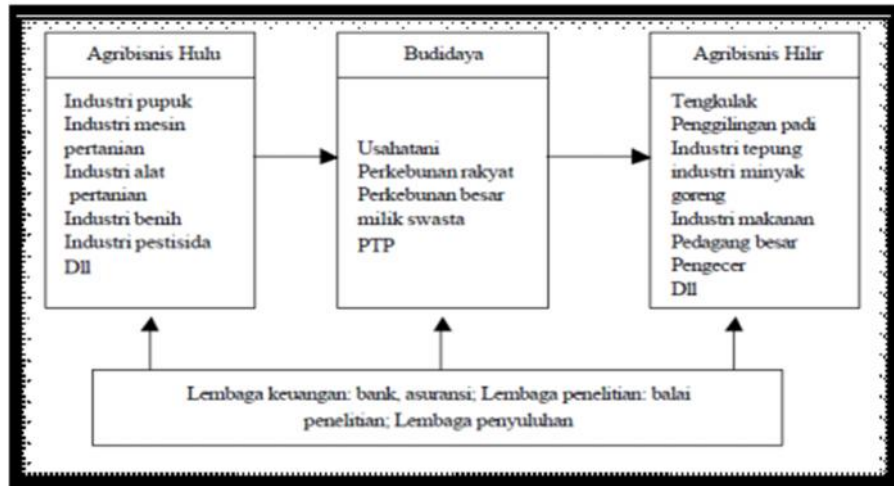 Agribisnis Hulu
Industri pupuk
Industri mesin
pertanian
Industri alat
pertanian
Industri benih
Industri pestisida
Dll
Budidaya
Usahatani
Perkebunan rakyat
Perkebunan besar
milik swasta
PTP
Agribisnis Hilir
Tengkulak
Penggilingan padi
Industri tepung
industri minyak
goreng
Industri makanan
Pedagang besar
Pengecer
Dll
Lembaga keuangan: bank, asuransi; Lembaga penelitian: balai
penelitian; Lembaga penyuluhan